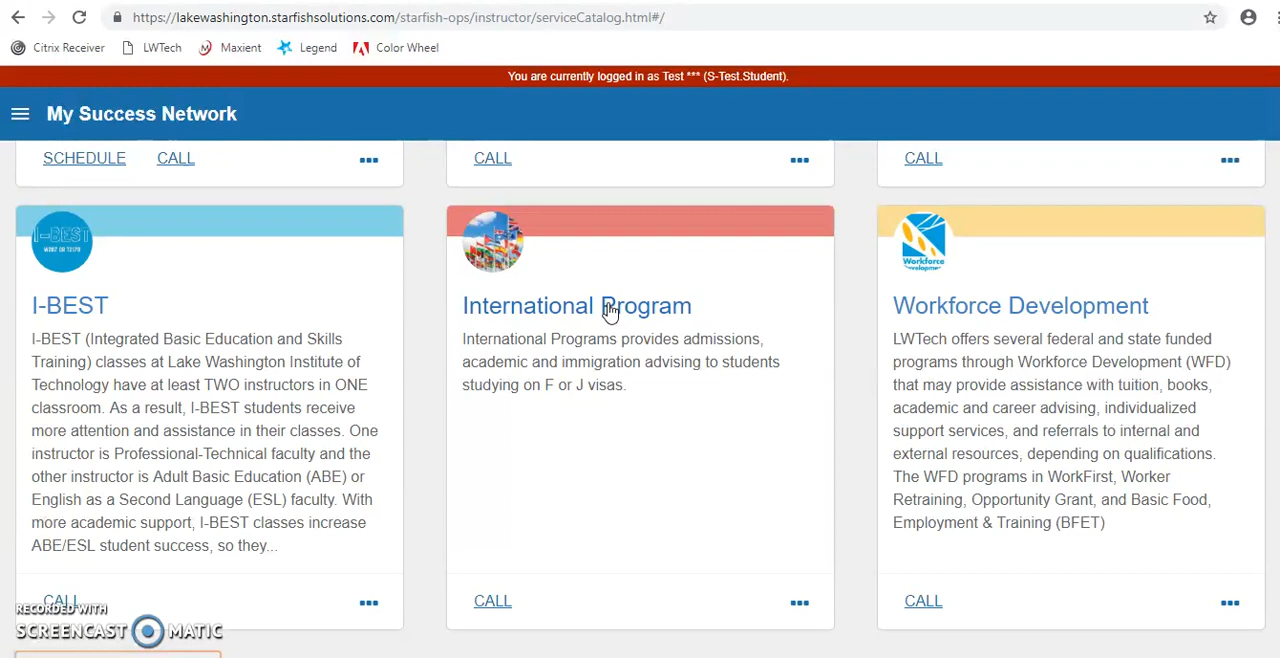 https://lakewashington.starfishsolutions.com/starfish-ops/instructor/serviceCatalog.html#/
Citrix Receiver LWTech Maxient Legend Color Wheel
You are currently logged in as Test *** (S-Test.Student).
My Success Network
SCHEDULE CALL
CALL
CALL
I-BEST
WORK ON TEMPO
I-BEST
I-BEST (Integrated Basic Education and Skills
Training) classes at Lake Washington Institute of
Technology have at least TWO instructors in ONE
classroom. As a result, I-BEST students receive
more attention and assistance in their classes. One
instructor is Professional-Technical faculty and the
other instructor is Adult Basic Education (ABE) or
English as a Second Language (ESL) faculty. With
more academic support, I-BEST classes increase
ABE/ESL student success, so they...
CALL
International Program
International Programs provides admissions,
academic and immigration advising to students
studying on F or J visas.
CALL
Workforce
Development
Workforce Development
LWTech offers several federal and state funded
programs through Workforce Development (WFD)
that may provide assistance with tuition, books,
academic and career advising, individualized
support services, and referrals to internal and
external resources, depending on qualifications.
The WFD programs in WorkFirst, Worker
Retraining, Opportunity Grant, and Basic Food,
Employment & Training (BFET)
CALL
RECORDED WITH
SCREENCAST MATIC